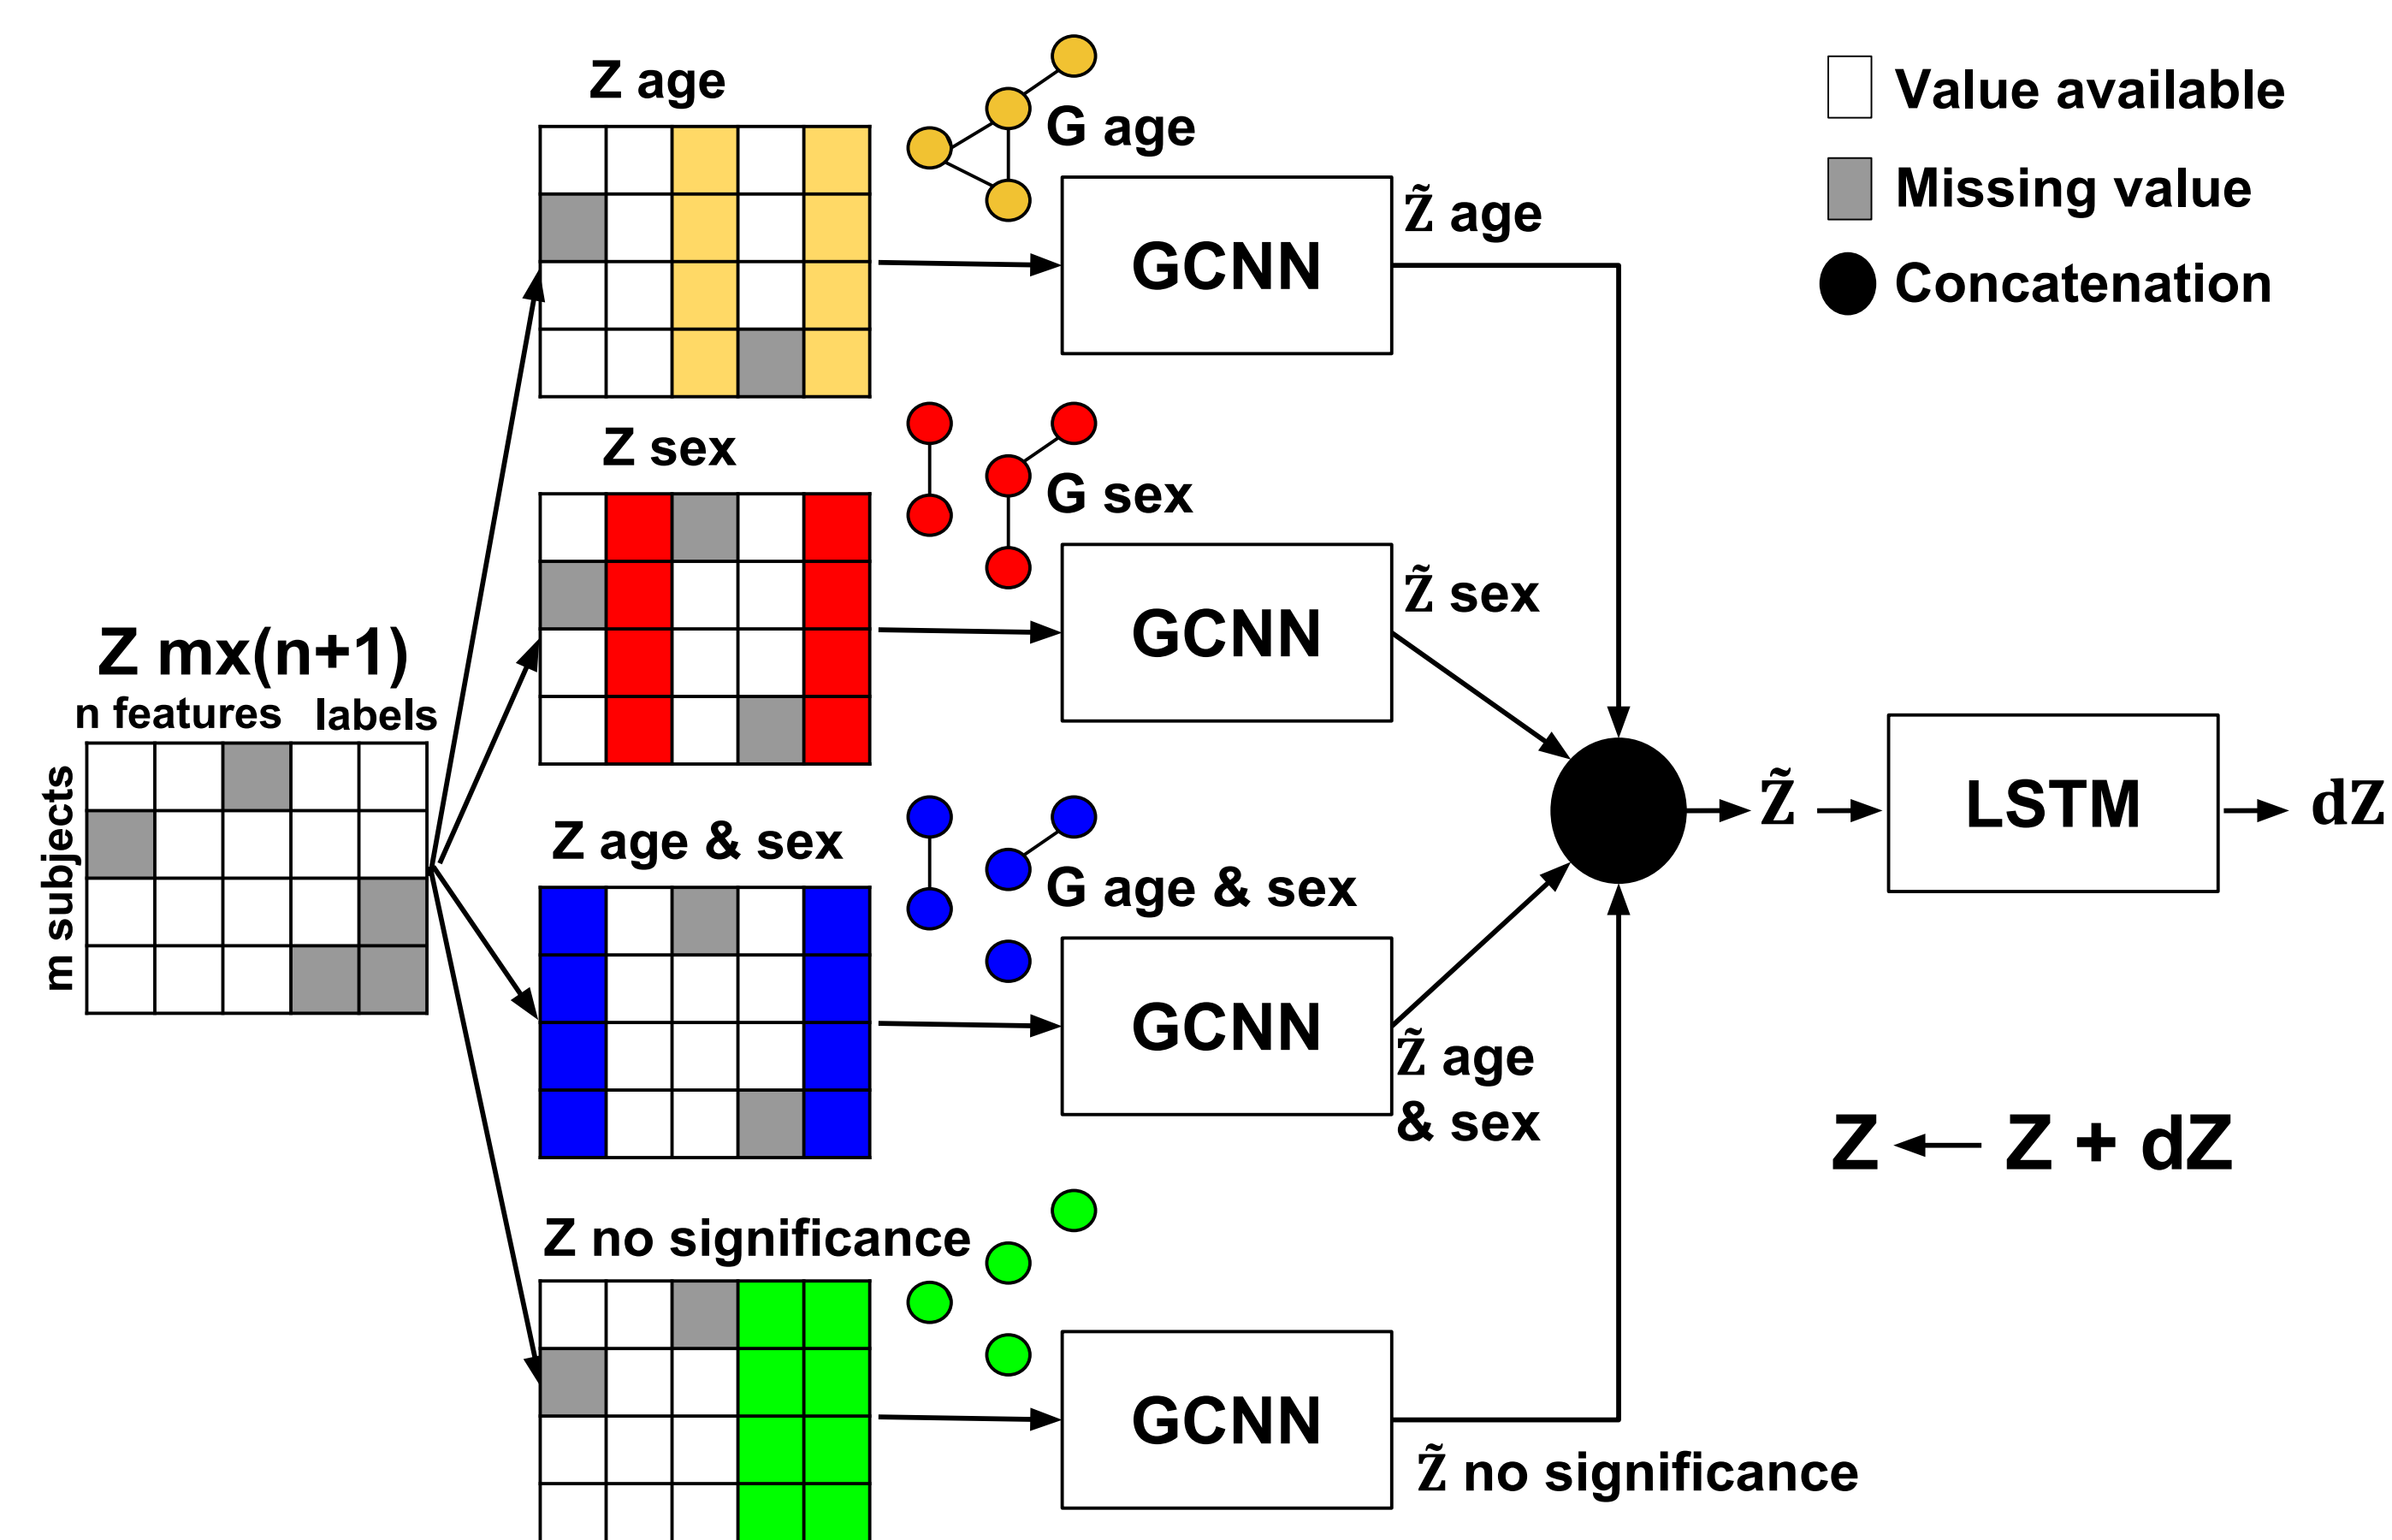 Z age
G age
GCNN
Z̃ age
Value available
Missing value
Concatenation
Z sex
G sex
GCNN
Z̃ sex
Z mx(n+1)
n features labels
m subjects
Z age & sex
G age & sex
GCNN
Z̃ age
& sex
Z̃
LSTM
dZ
Z ← Z + dZ
Z no significance
GCNN
Z̃ no significance